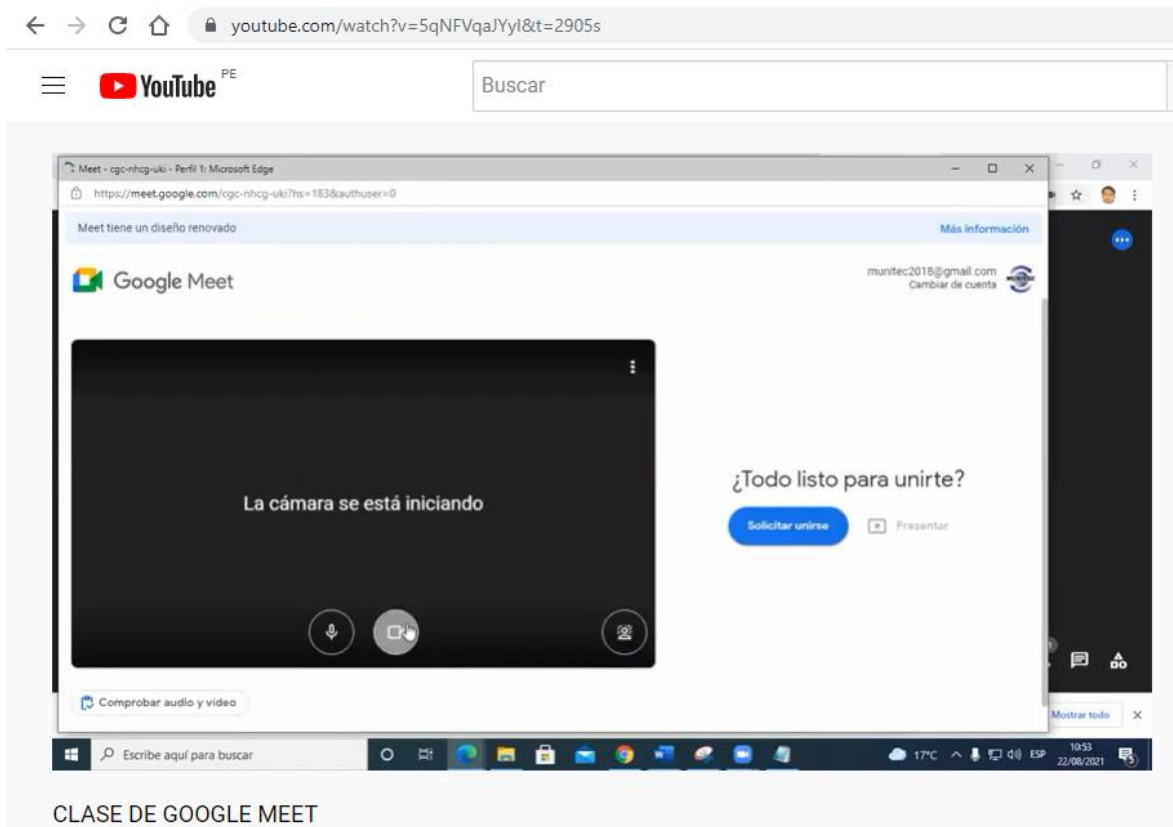 youtube.com/watch?v=5qNFVqaJYyI&t=2905s
YouTube PE
Buscar
Meet - cgc-nhcg-uki - Perfil 1: Microsoft Edge
https://meet.google.com/cgc-nhcg-uki?hs=183&authuser=0
Meet tiene un diseño renovado Más información
Google Meet
munitec2018@gmail.com
Cambiar de cuenta
La cámara se está iniciando
¿Todo listo para unirte?
Solicitar unirse Presentar
Comprobar audio y video
Mostrar todo
Escribe aquí para buscar
17°C ESP
10:53
22/08/2021
CLASE DE GOOGLE MEET